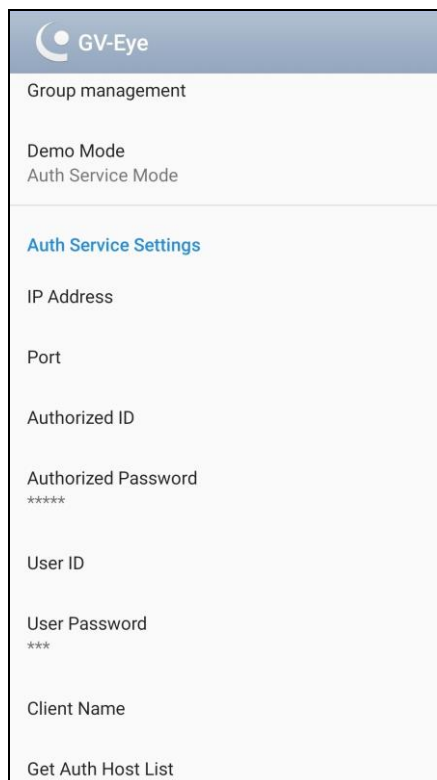 GV-Eye
Group management
Demo Mode
Auth Service Mode
Auth Service Settings
IP Address
Port
Authorized ID
Authorized Password
*****
User ID
User Password
***
Client Name
Get Auth Host List